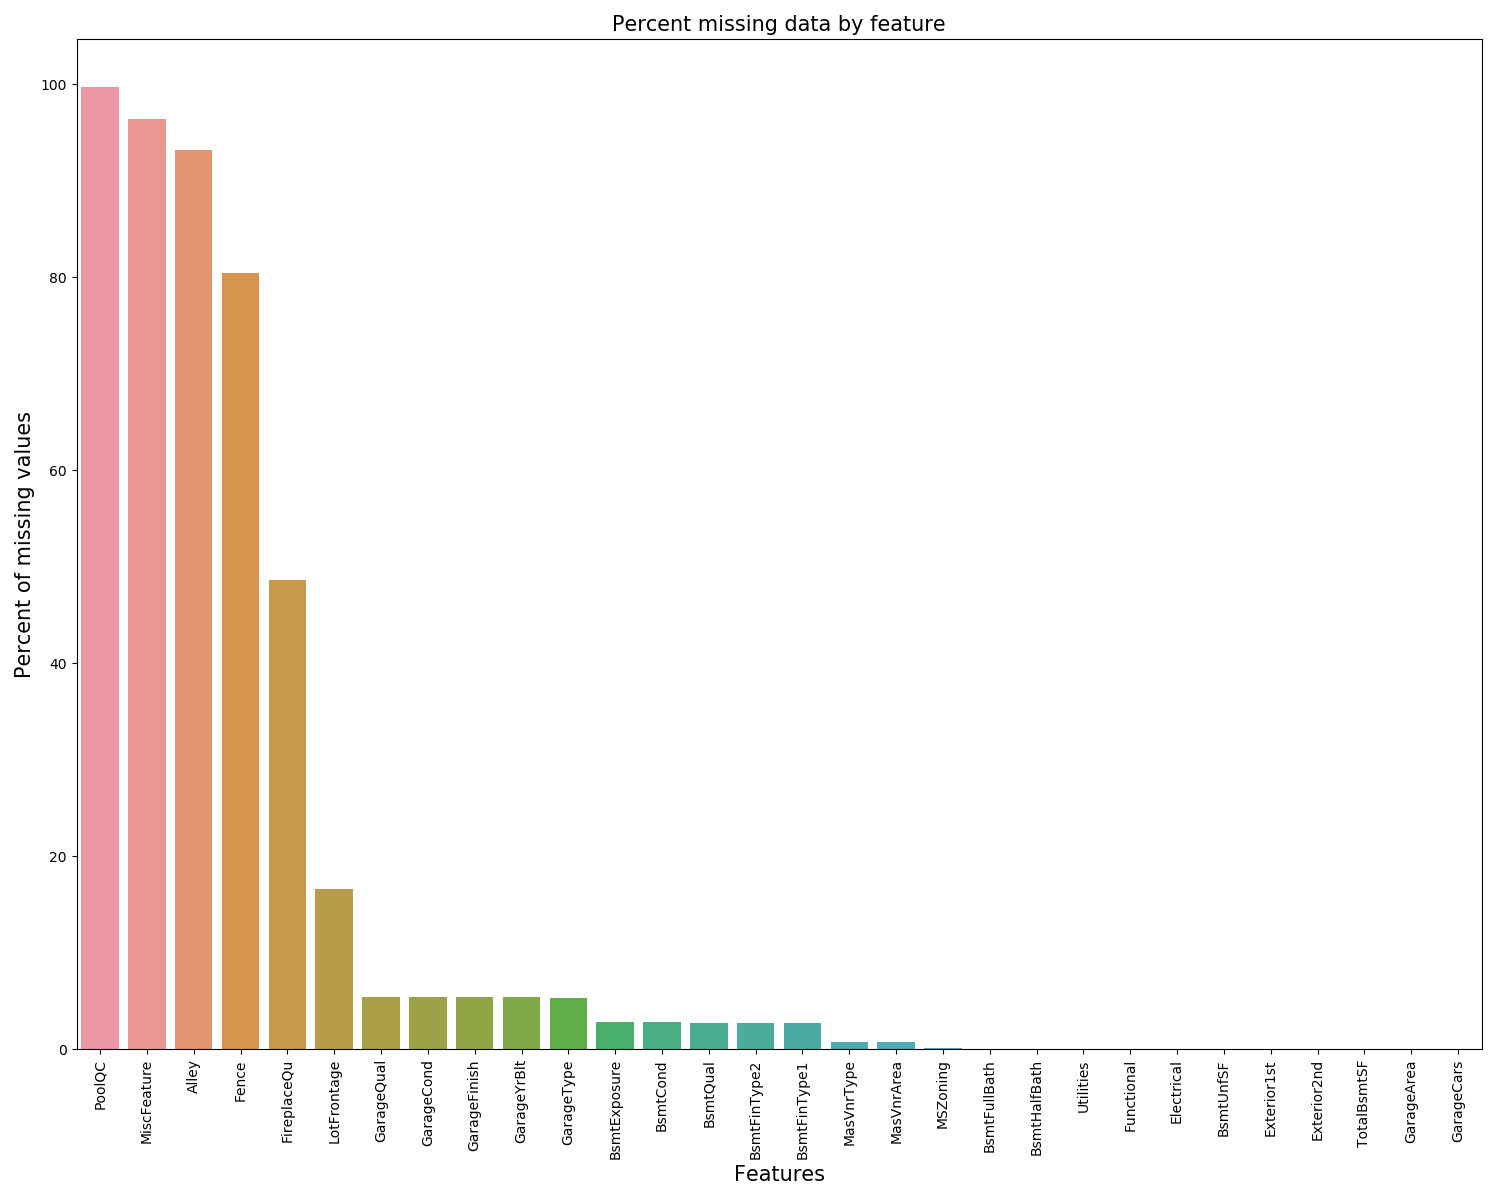 Percent missing data by feature
Percent of missing values
100
80
60
40
20
0
PoolQC
MiscFeature
Alley
Fence
FireplaceQu
LotFrontage
GarageQual
GarageCond
GarageFinish
GarageYrBlt
GarageType
BsmtExposure
BsmtCond
BsmtQual
BsmtFinType2
BsmtFinType1
MasVnrType
MasVnrArea
MSZoning
BsmtFullBath
BsmtHalfBath
Utilities
Functional
Electrical
BsmtUnfSF
Exterior1st
Exterior2nd
TotalBsmtSF
GarageArea
GarageCars
Features